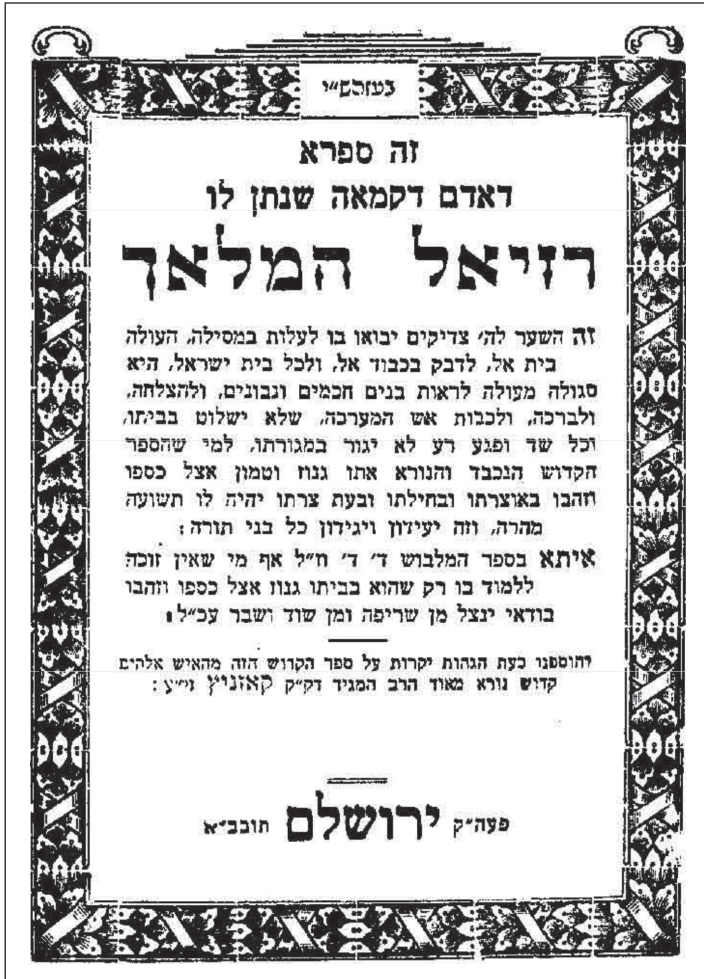 בעזהש״י
זה ספרא
דאדם דקמאה שנתן לו
רזיאל המלאך
זה השער לה׳ צדיקים יבואו בו לעלות במסילה, העולה
בית אל, לדבק בכבוד אל, ולכל בית ישראל, היא
סגולה מעולה לראות בנים חכמים ונבונים, ולהצלחה,
ולברכה, ולכבות אש המערכה, שלא ישלוט בביתו,
וכל שד ופגע רע לא יגור במגורתו, למי שהספר
הקדוש הנכבד והנורא אתו גנוז וטמון אצל כספו
וזהבו באוצרתו ובחילתו ובעת צרתו יהיה לו תשועה
מהרה, וזה יעידון ויגידון כל בני תורה:
איתא בספר המלבוש ד׳ ד׳ וז״ל אף מי שאין זוכה
ללמוד בו רק שהוא בביתו גנוז אצל כספו וזהבו
בודאי ינצל מן שריפה ומן שוד ושבר עכ״ל:
יתוספנו כעת הגהות יקרות על ספר הקדוש הזה מהאיש אלקים
קדוש נורא מאוד הרב המגיד דק״ק קאזניץ זי״ע:
פעה״ק ירושלם תובב״א